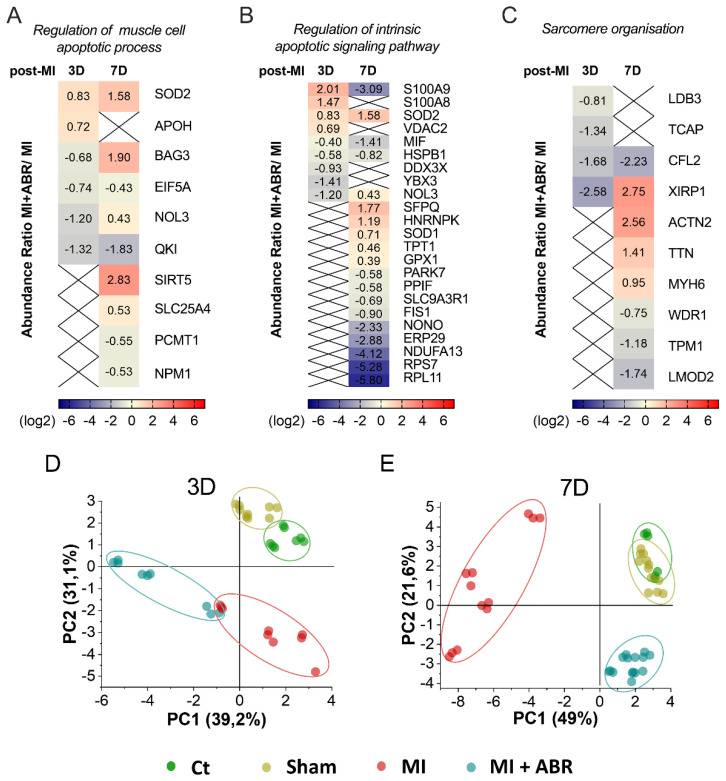 A
Regulation of muscle cell
apoptotic process
post-MI 3D 7D
Abundance Ratio MI+ABR/ MI
0.83 1.58 SOD2
0.72 APOH
-0.68 1.90 BAG3
-0.74 -0.43 EIF5A
-1.20 0.43 NOL3
-1.32 -1.83 QKI
2.83 SIRT5
0.53 SLC25A4
-0.55 PCMT1
-0.53 NPM1
(log2) -6 -4 -2 0 2 4 6
B
Regulation of intrinsic
apoptotic signaling pathway
post-MI 3D 7D
Abundance Ratio MI+ABR/ MI
2.01 -3.09 S100A9
1.47 S100A8
0.83 1.58 SOD2
0.69 VDAC2
-0.40 -1.41 MIF
-0.58 -0.82 HSPB1
-0.93 DDX3X
-1.41 YBX3
-1.20 0.43 NOL3
1.77 SFPQ
1.19 HNRNPK
0.71 SOD1
0.46 TPT1
0.39 GPX1
-0.58 PARK7
-0.58 PPIF
-0.69 SLC9A3R1
-0.90 FIS1
-2.33 NONO
-2.88 ERP29
-4.12 NDUFA13
-5.28 RPS7
-5.80 RPL11
(log2) -6 -4 -2 0 2 4 6
C
Sarcomere organisation
post-MI 3D 7D
Abundance Ratio MI+ABR/ MI
-0.81 LDB3
-1.34 TCAP
-1.68 -2.23 CFL2
-2.58 2.75 XIRP1
2.56 ACTN2
1.41 TTN
0.95 MYH6
-0.75 WDR1
-1.18 TPM1
-1.74 LMOD2
(log2) -6 -4 -2 0 2 4 6
D
3D
PC2 (31,1%)
3
2
1
0
-1
-2
-3
-4
-5
-6 -4 -2 0 2 4
PC1 (39,2%)
E
7D
PC2 (21,6%)
5
4
3
2
1
0
-1
-2
-3
-4
-8 -6 -4 -2 0 2 4
PC1 (49%)
Ct Sham MI MI + ABR